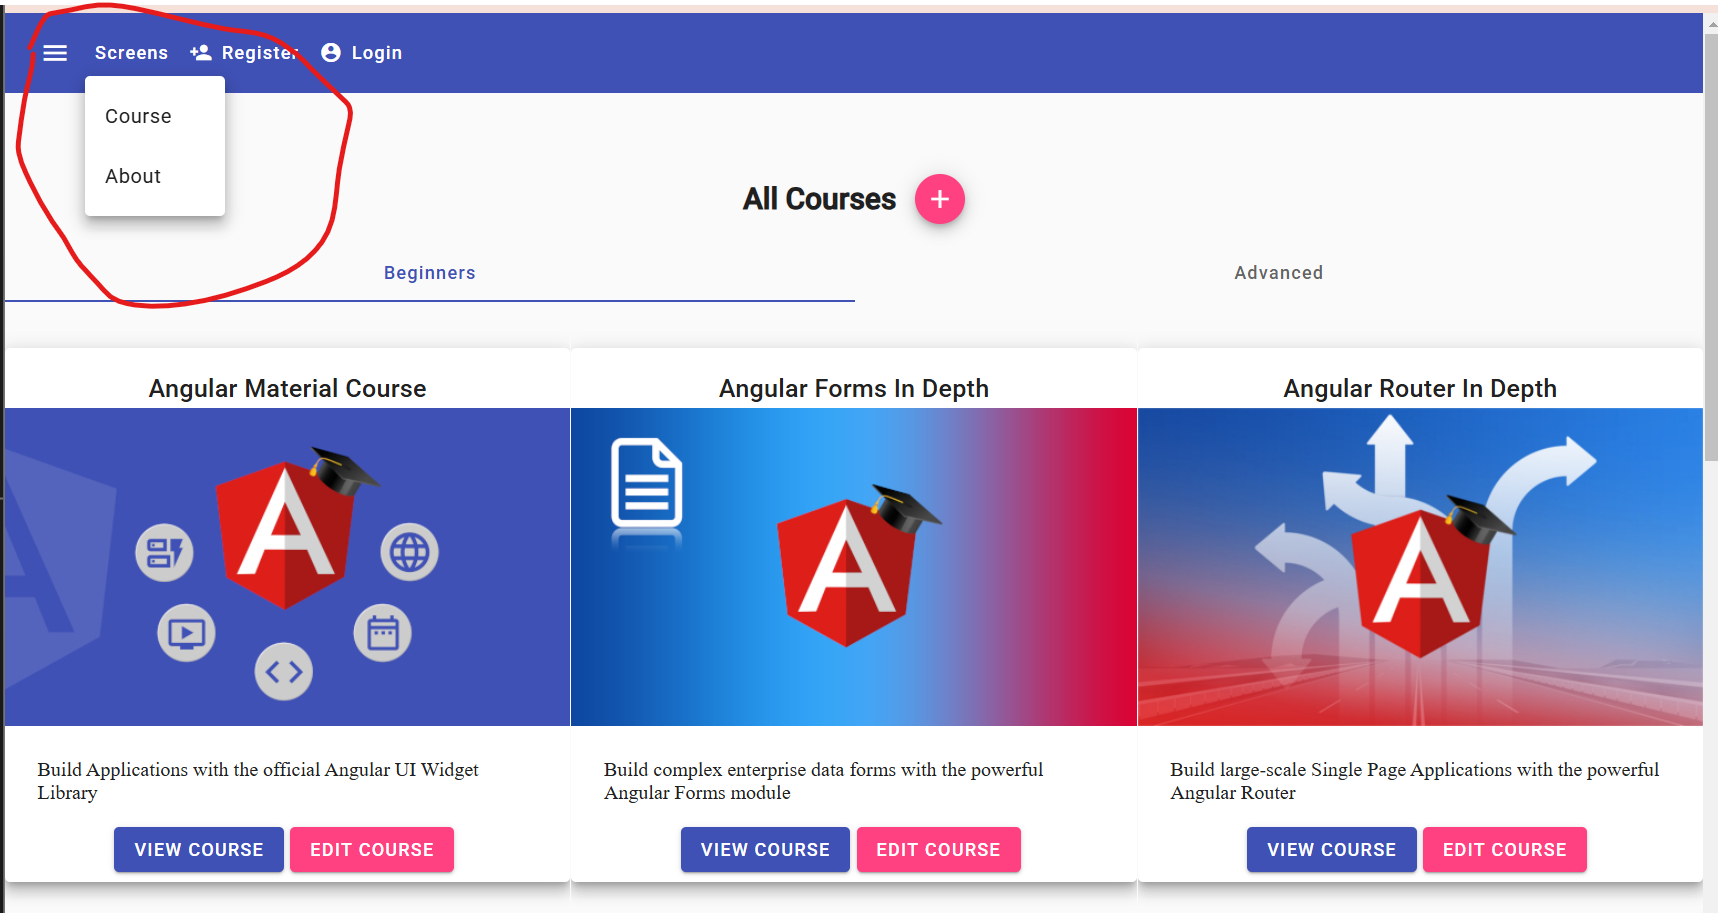 Screens Register Login
Course
About
All Courses +
Beginners Advanced
Angular Material Course
Angular Forms In Depth
Angular Router In Depth
Build Applications with the official Angular UI Widget
Library
Build complex enterprise data forms with the powerful
Angular Forms module
Build large-scale Single Page Applications with the powerful
Angular Router
VIEW COURSE EDIT COURSE
VIEW COURSE EDIT COURSE
VIEW COURSE EDIT COURSE